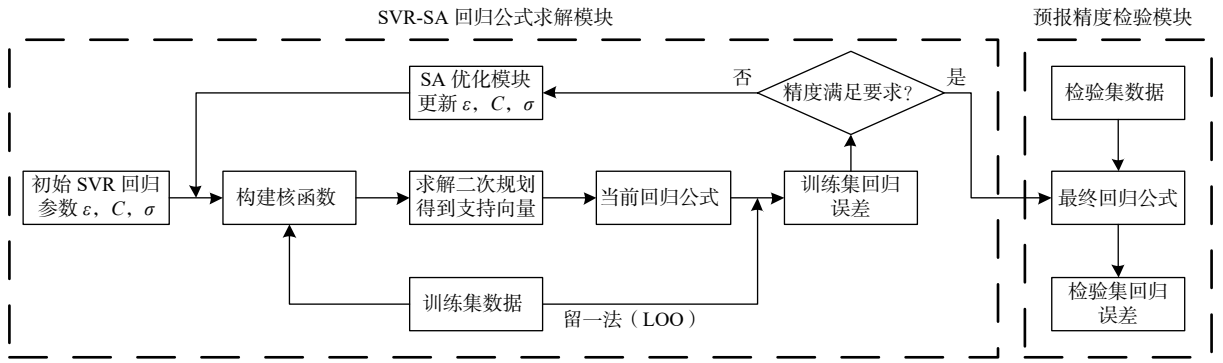 SVR-SA 回归公式求解模块
预报精度检验模块
SA 优化模块
更新 ε，C，σ
否
精度满足要求？
是
检验集数据
初始 SVR 回归
参数 ε，C，σ
构建核函数
求解二次规划
得到支持向量
当前回归公式
训练集回归
误差
最终回归公式
训练集数据
留一法（LOO）
检验集回归
误差